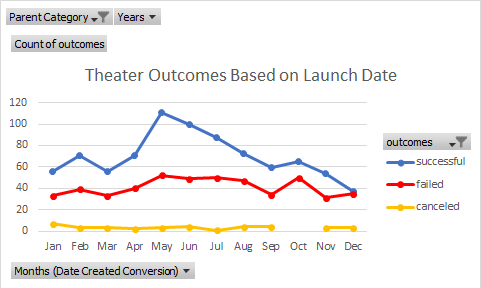 Parent Category Years
Count of outcomes
Theater Outcomes Based on Launch Date
120
100
80
60
40
20
0
Jan Feb Mar Apr May Jun Jul Aug Sep Oct Nov Dec
outcomes
successful
failed
canceled
Months (Date Created Conversion)